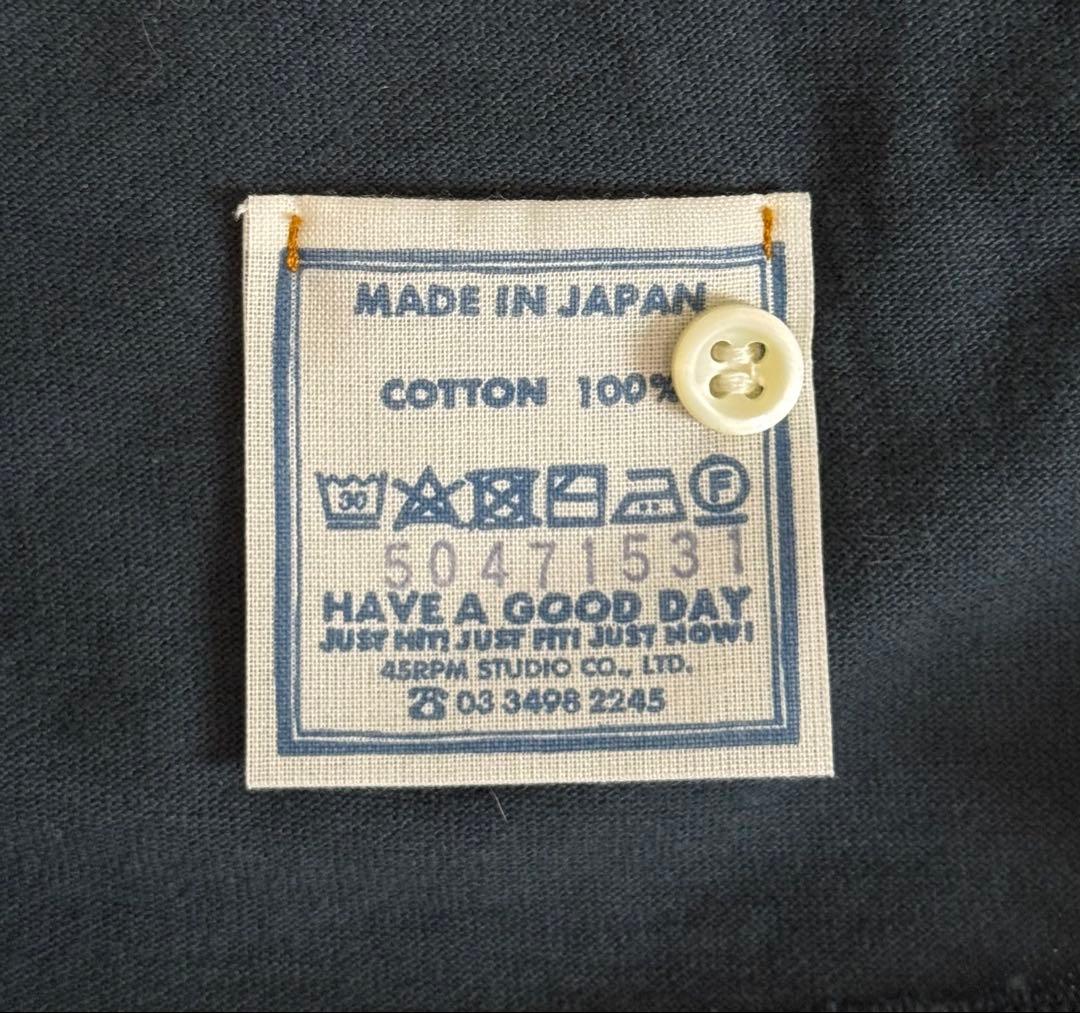 MADE IN JAPAN
COTTON 100%
30 F
50471531
HAVE A GOOD DAY
JUST HIT! JUST FIT! JUST NOW!
45RPM STUDIO CO., LTD.
☎ 03 3498 2245